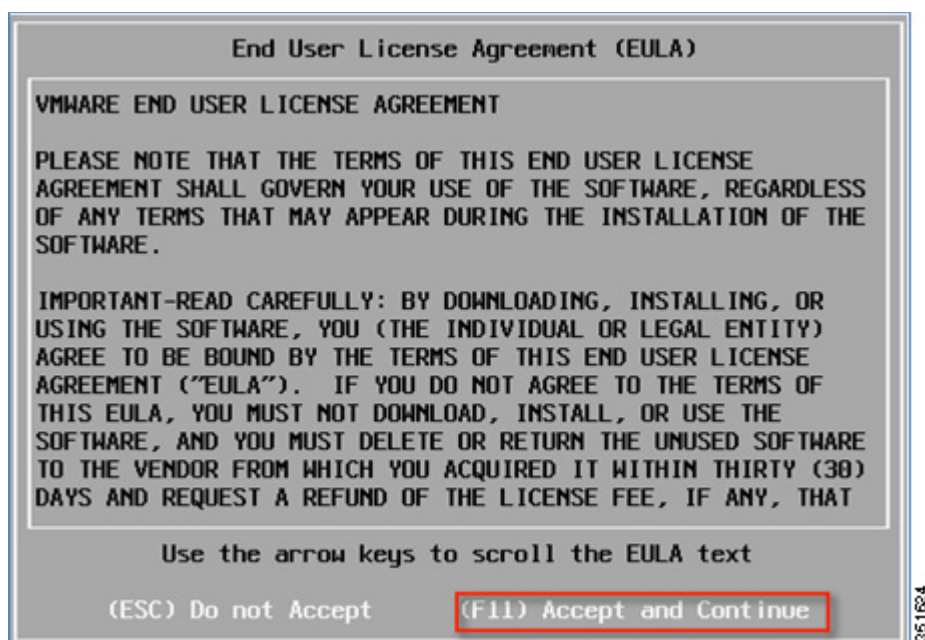 End User License Agreement (EULA)
VMWARE END USER LICENSE AGREEMENT
PLEASE NOTE THAT THE TERMS OF THIS END USER LICENSE
AGREEMENT SHALL GOVERN YOUR USE OF THE SOFTWARE, REGARDLESS
OF ANY TERMS THAT MAY APPEAR DURING THE INSTALLATION OF THE
SOFTWARE.
IMPORTANT-READ CAREFULLY: BY DOWNLOADING, INSTALLING, OR
USING THE SOFTWARE, YOU (THE INDIVIDUAL OR LEGAL ENTITY)
AGREE TO BE BOUND BY THE TERMS OF THIS END USER LICENSE
AGREEMENT ("EULA").  IF YOU DO NOT AGREE TO THE TERMS OF
THIS EULA, YOU MUST NOT DOWNLOAD, INSTALL, OR USE THE
SOFTWARE, AND YOU MUST DELETE OR RETURN THE UNUSED SOFTWARE
TO THE VENDOR FROM WHICH YOU ACQUIRED IT WITHIN THIRTY (30)
DAYS AND REQUEST A REFUND OF THE LICENSE FEE, IF ANY, THAT
Use the arrow keys to scroll the EULA text
(ESC) Do not Accept (F11) Accept and Continue